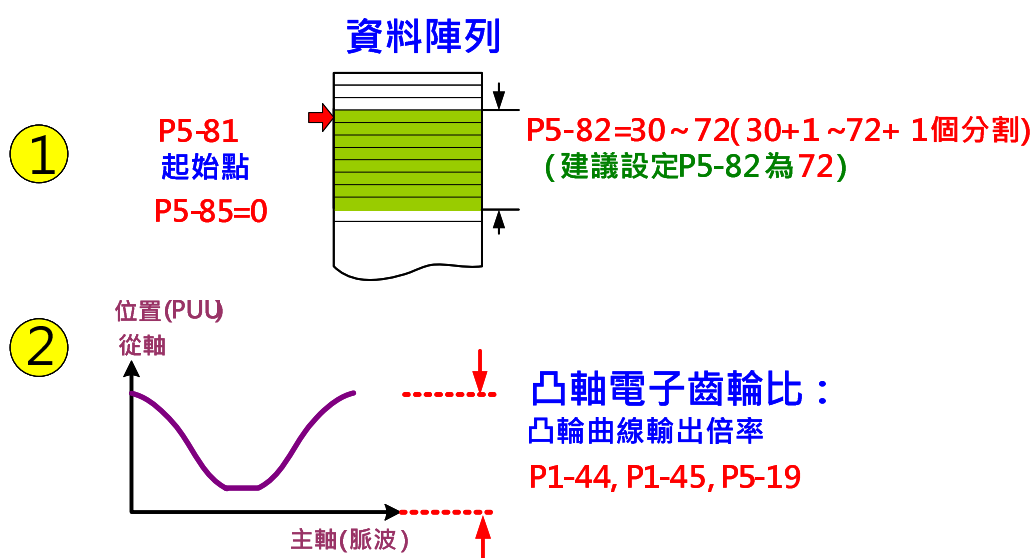 資料陣列
1
P5-81
起始點
P5-85=0
P5-82=30~72(30+1~72+1個分割)
(建議設定P5-82為72)
2
位置(PUU)
從軸
主軸(脈波)
凸軸電子齒輪比：
凸輪曲線輸出倍率
P1-44, P1-45, P5-19